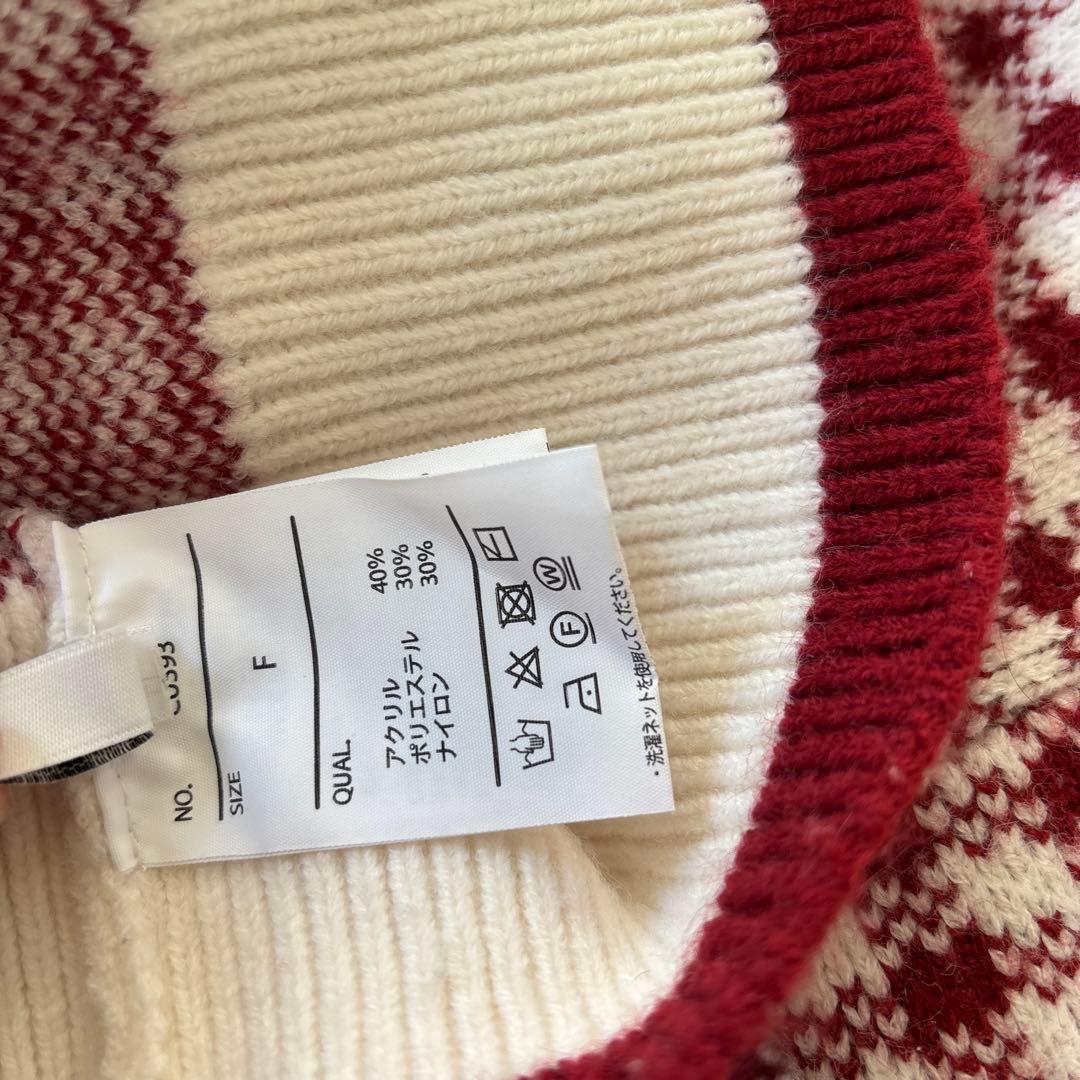 NO.
SIZE
F
QUAL.
アクリル 40%
ポリエステル 30%
ナイロン 30%
F W
・洗濯ネットを使用してください。